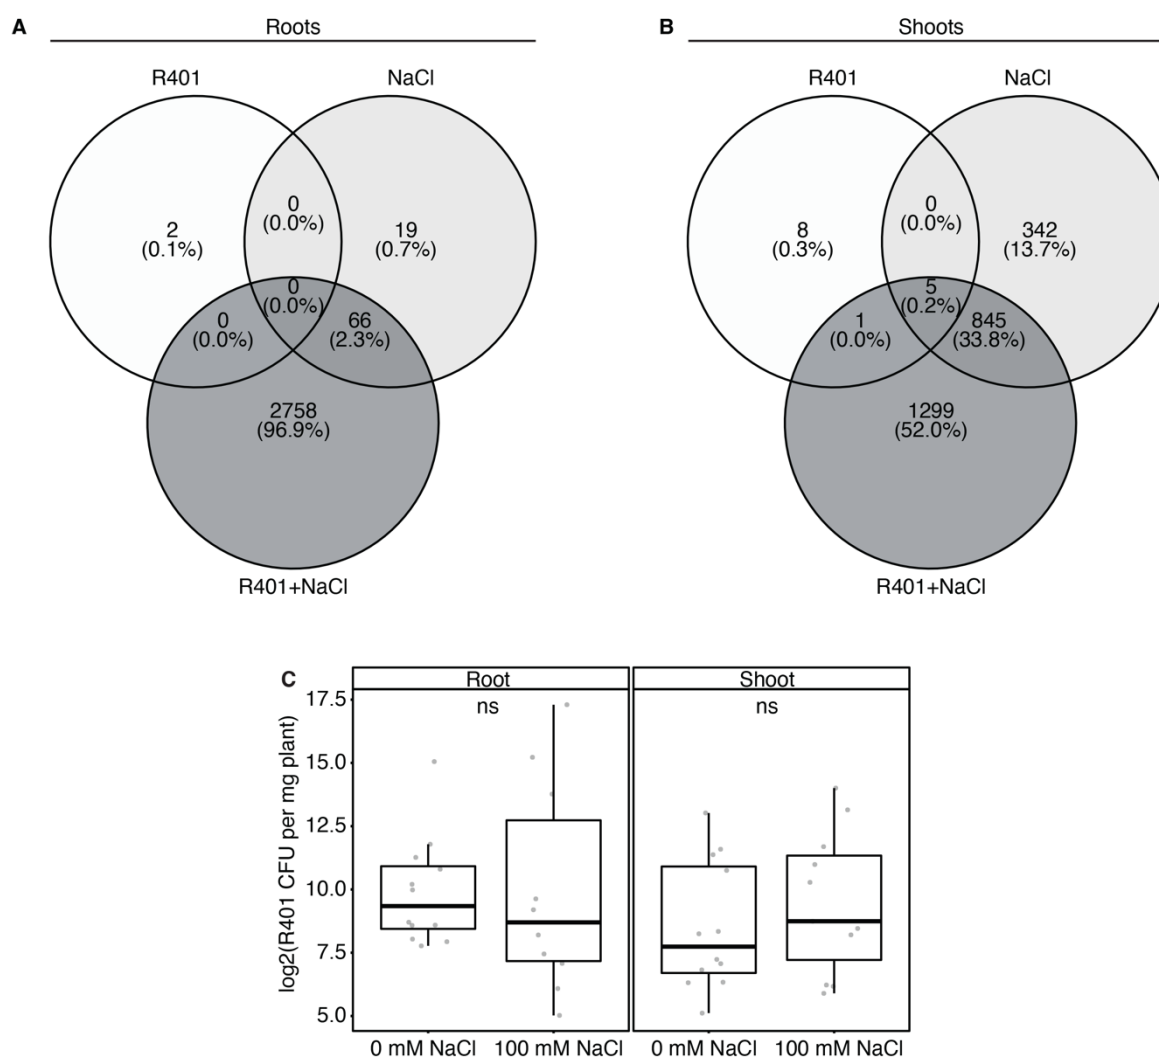 A
Roots
R401
NaCl
0
(0.0%)
2
(0.1%)
19
(0.7%)
0
(0.0%)
0
(0.0%)
66
(2.3%)
2758
(96.9%)
R401+NaCl
B
Shoots
R401
NaCl
0
(0.0%)
8
(0.3%)
342
(13.7%)
5
(0.2%)
1
(0.0%)
845
(33.8%)
1299
(52.0%)
R401+NaCl
C
log2(R401 CFU per mg plant)
17.5
15.0
12.5
10.0
7.5
5.0
Root
ns
0 mM NaCl
100 mM NaCl
Shoot
ns
0 mM NaCl
100 mM NaCl